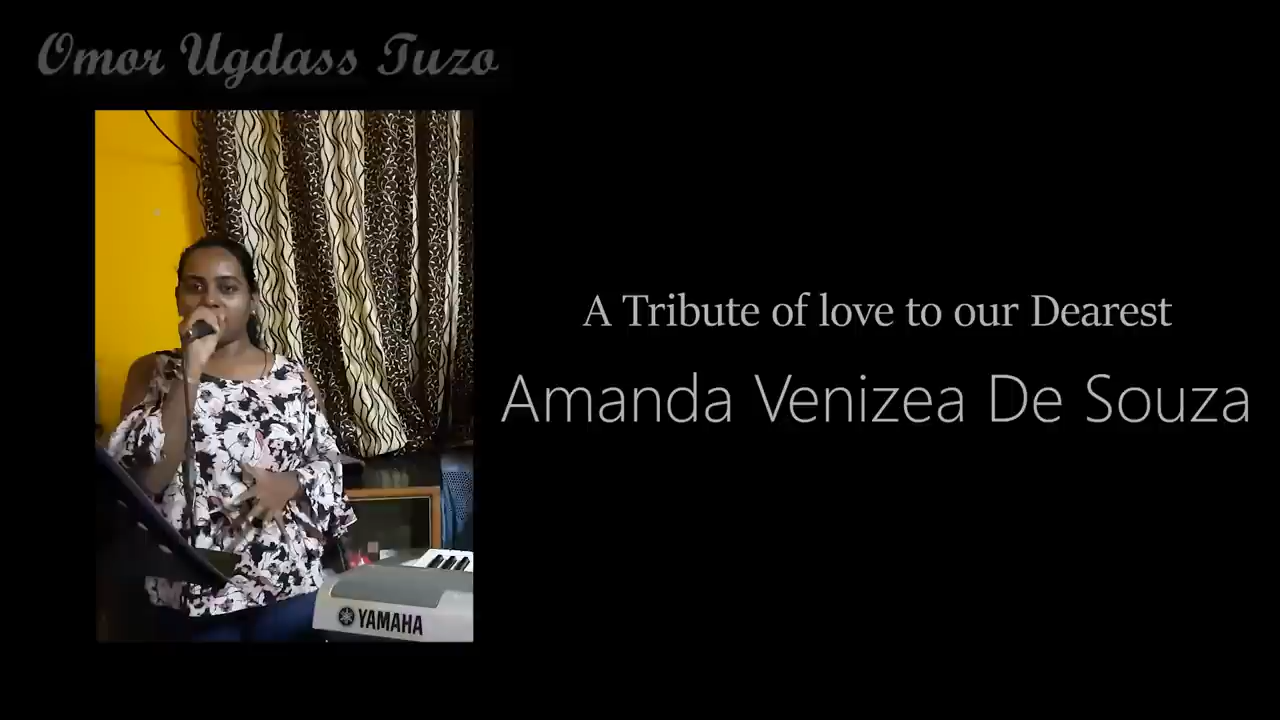 Omor Ugdass Tuzo
A Tribute of love to our Dearest
Amanda Venizea De Souza
YAMAHA